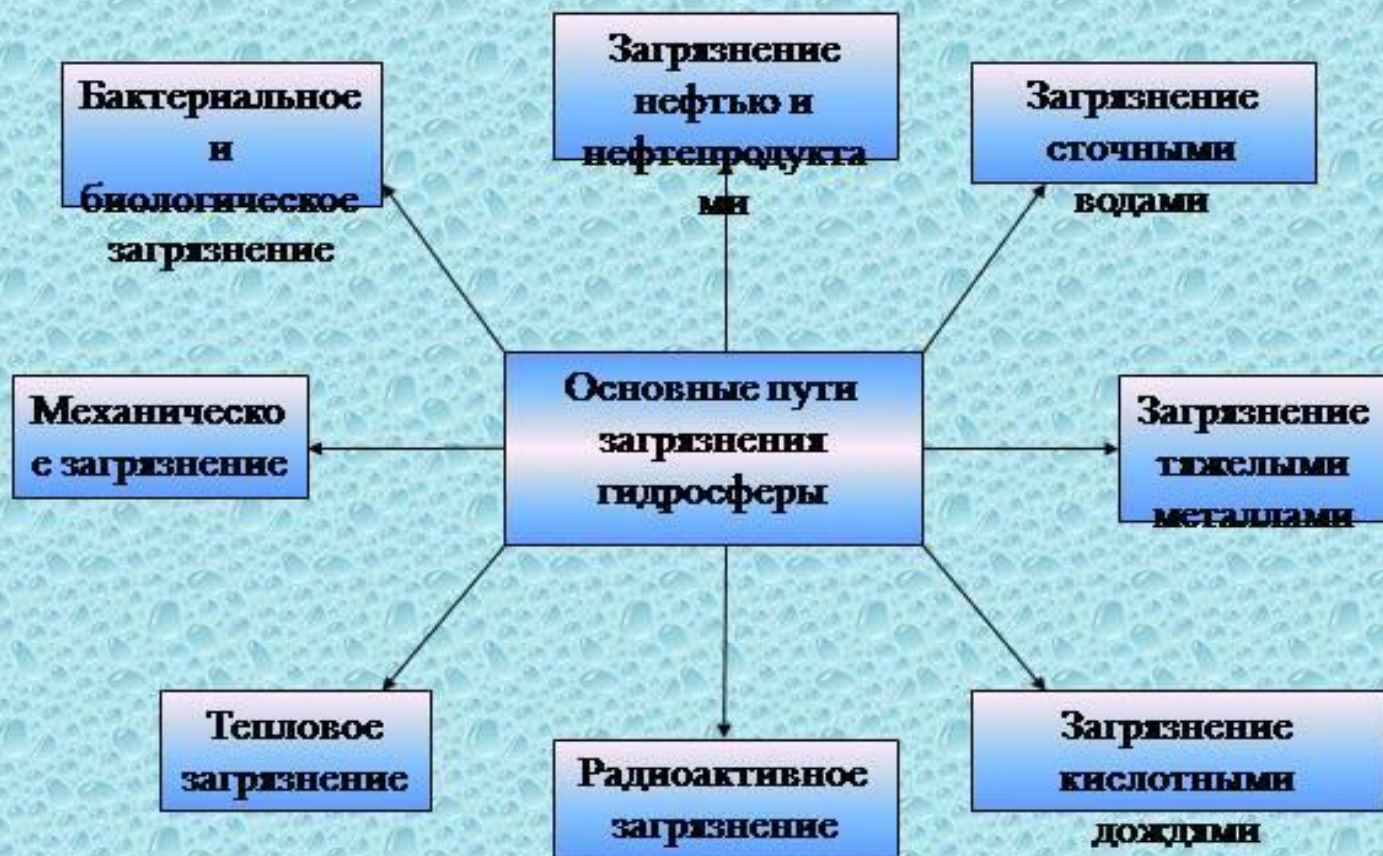 Бактериальное
и
биологическое
загрязнение
Загрязнение
нефтью и
нефтепродукта
ми
Загрязнение
сточными
водами
Механическо
е загрязнение
Основные пути
загрязнения
гидросферы
Загрязнение
тяжелыми
металлами
Тепловое
загрязнение
Радиоактивное
загрязнение
Загрязнение
кислотными
дождями